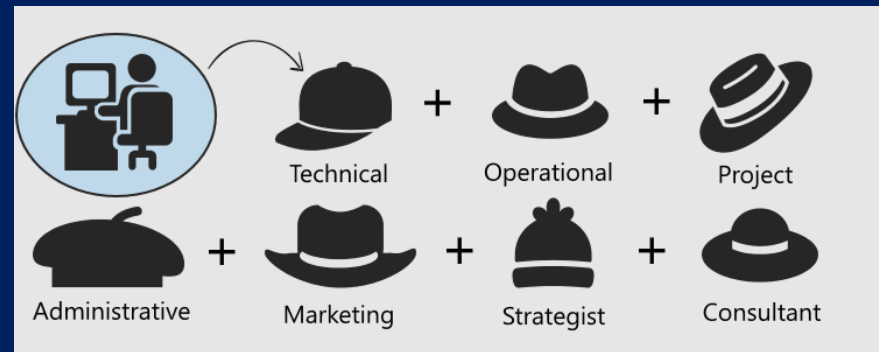 Technical + Operational + Project
Administrative + Marketing + Strategist + Consultant